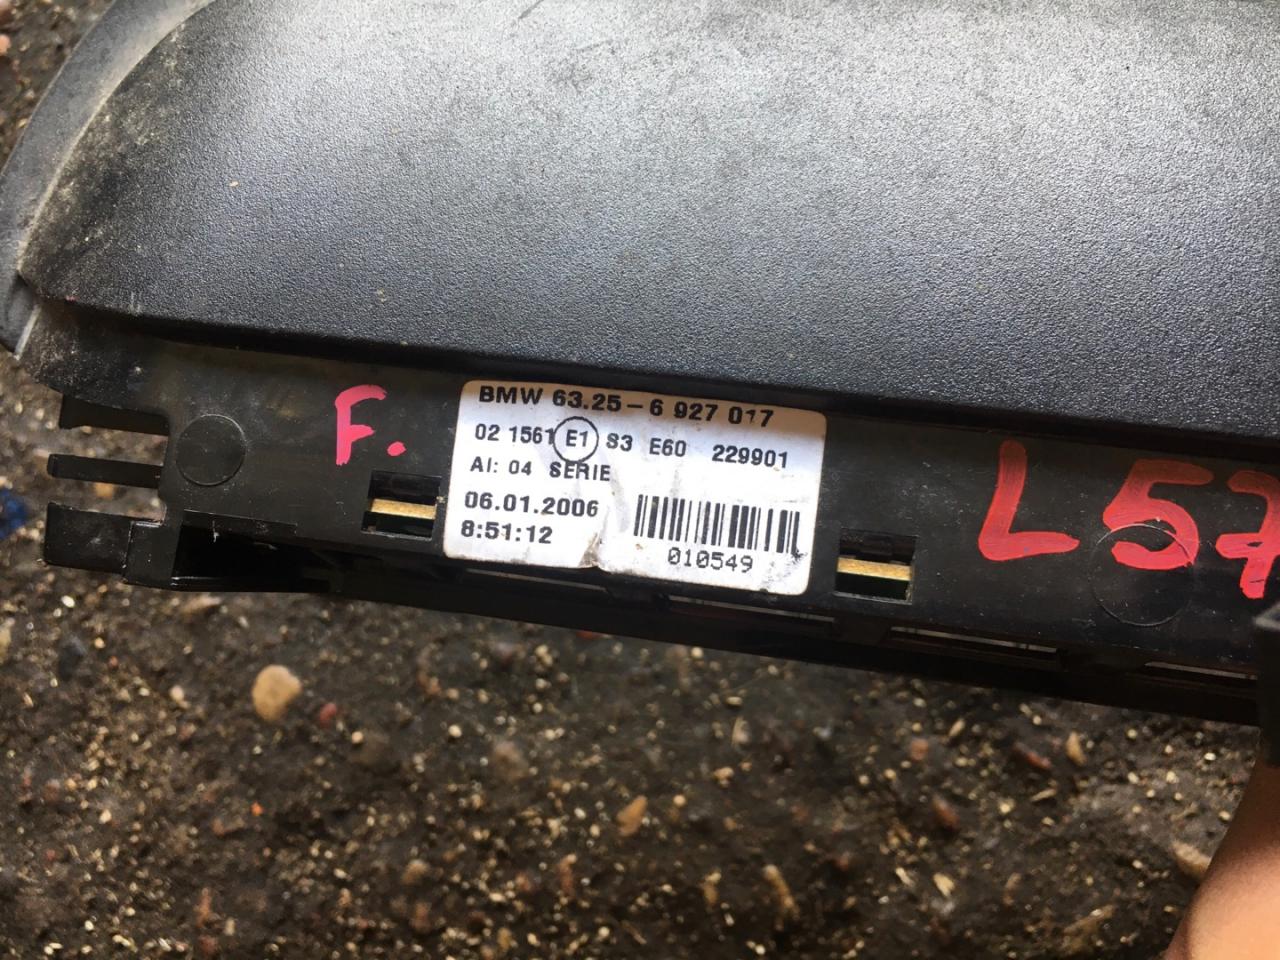 F.
BMW 63.25-6 927 017
02 1561 E1 S3 E60 229901
AI: 04 SERIE
06.01.2006
8:51:12
010549
L57